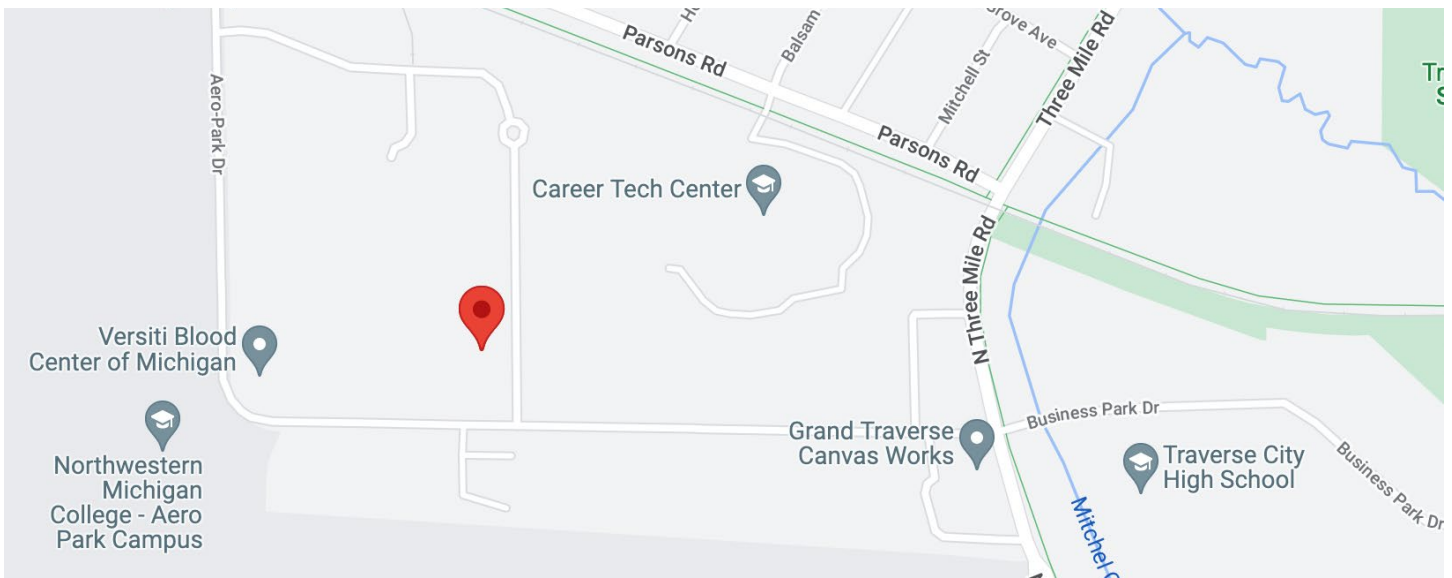 Parsons Rd
Balsam
Grove Ave
Mitchell St
Three Mile Rd
Aero-Park Dr
Parsons Rd
Career Tech Center
N Three Mile Rd
Versiti Blood
Center of Michigan
Northwestern
Michigan
College - Aero
Park Campus
Grand Traverse
Canvas Works
Business Park Dr
Traverse City
High School
Business Park Dr